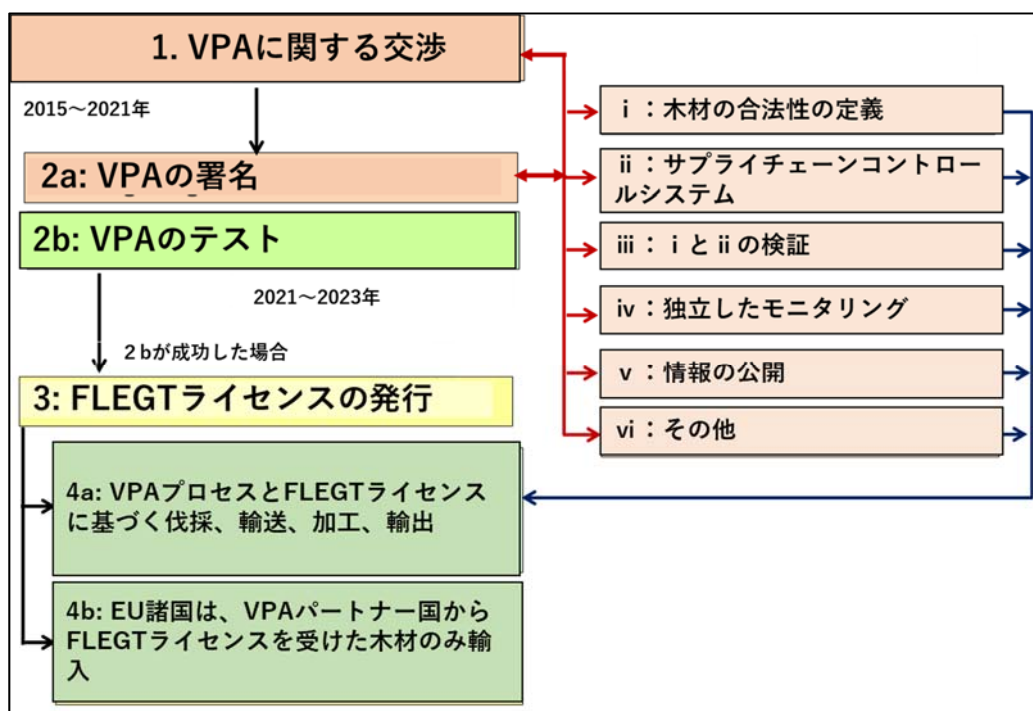 1. VPAに関する交渉
2015～2021年
2a: VPAの署名
2b: VPAのテスト
2021～2023年
２bが成功した場合
3: FLEGTライセンスの発行
4a: VPAプロセスとFLEGTライセンス
に基づく伐採、輸送、加工、輸出
4b: EU諸国は、VPAパートナー国から
FLEGTライセンスを受けた木材のみ輸
入
ⅰ：木材の合法性の定義
ⅱ：サプライチェーンコントロー
ルシステム
ⅲ：ⅰとⅱの検証
ⅳ：独立したモニタリング
ⅴ：情報の公開
ⅵ：その他